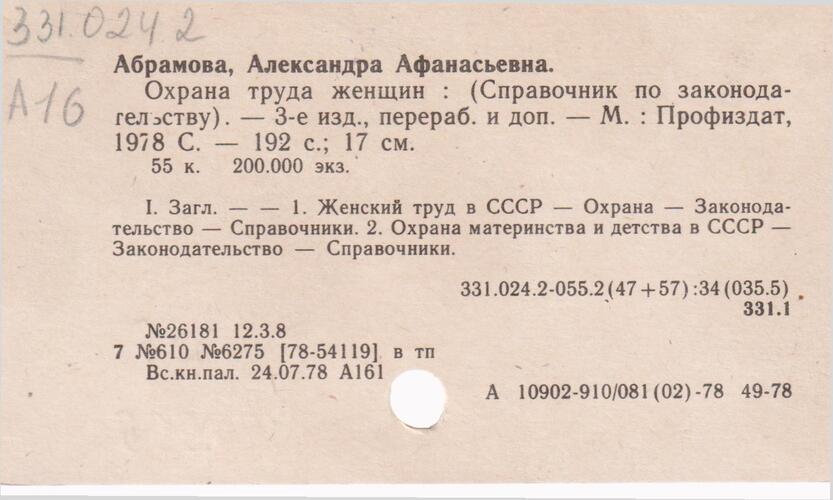 331.024.2
А16
Абрамова, Александра Афанасьевна.
Охрана труда женщин : (Справочник по законода-
тельству). — 3-е изд., перераб. и доп. — М. : Профиздат,
1978 С. — 192 с.; 17 см.
55 к. 200.000 экз.
I. Загл. — — 1. Женский труд в СССР — Охрана — Законода-
тельство — Справочники. 2. Охрана материнства и детства в СССР —
Законодательство — Справочники.
331.024.2-055.2(47+57):34(035.5)
331.1
№26181 12.3.8
7 №610 №6275 [78-54119] в тп
Вс.кн.пал. 24.07.78 А161
А 10902-910/081(02)-78 49-78